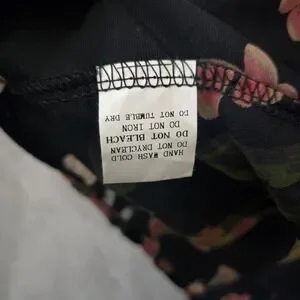 HAND WASH COLD
DO NOT DRYCLEAN
DO NOT BLEACH
DO NOT IRON
DO NOT TUMBLE DRY